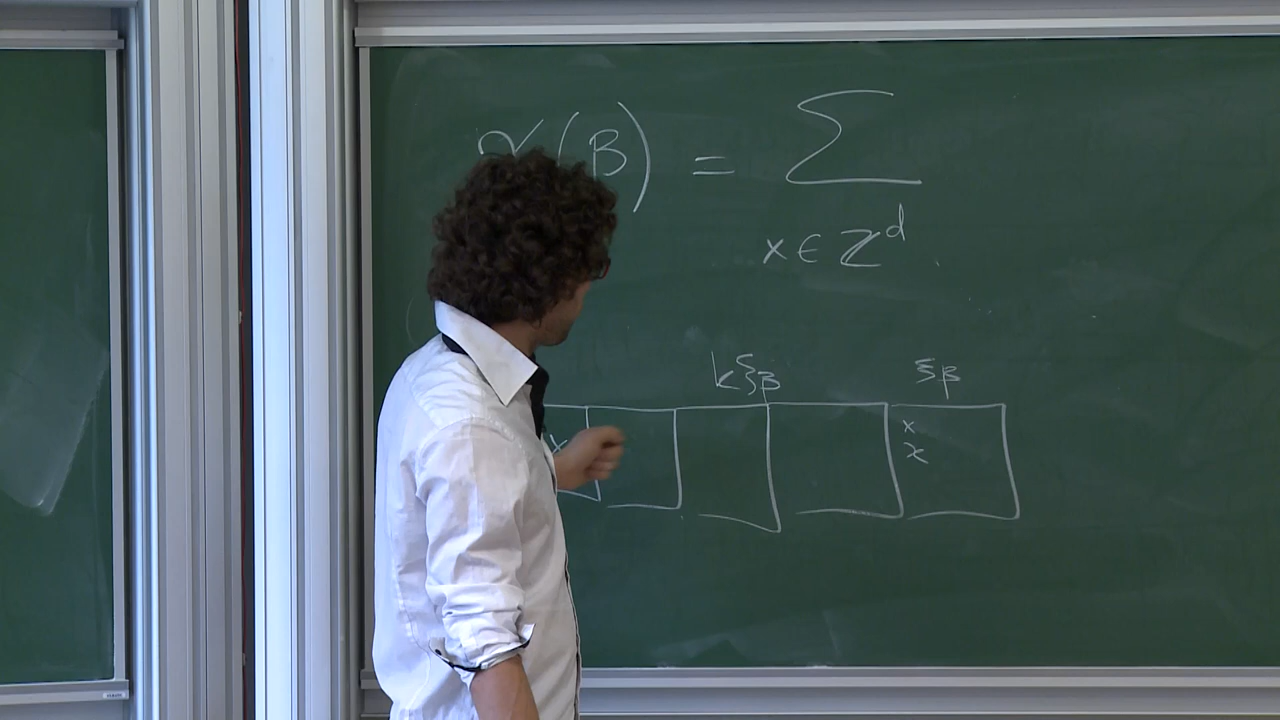 (β) = Σ
x ∈ ℤ^d
kξ_β ξ_β
x
x x